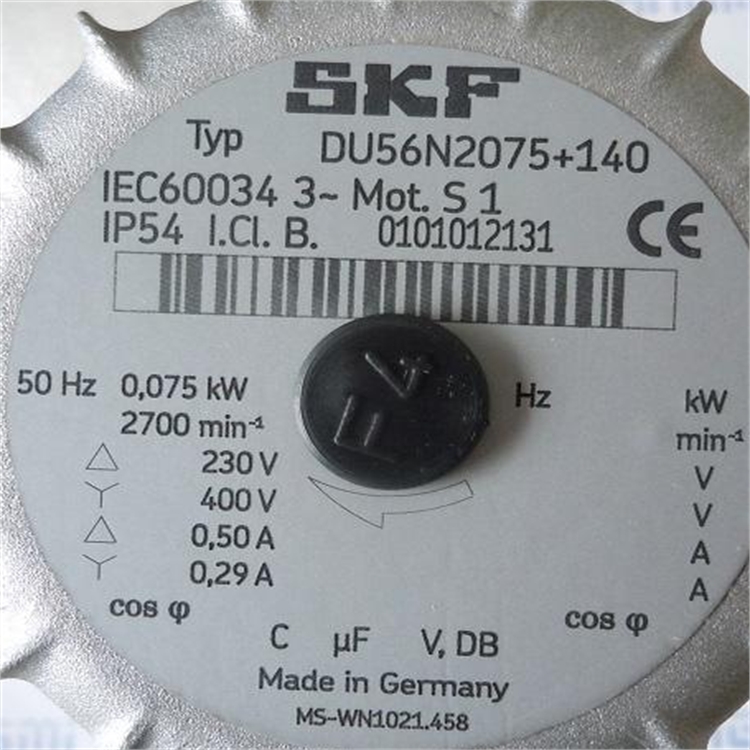 SKF
Typ DU56N2075+140
IEC60034 3~ Mot. S 1
IP54 I.Cl. B. 0101012131 CE
F4
50 Hz 0,075 kW Hz kW
2700 min⁻¹ min⁻¹
△ 230 V V
Y 400 V V
△ 0,50 A A
Y 0,29 A A
cos φ cos φ
C µF V, DB
Made in Germany
MS-WN1021.458